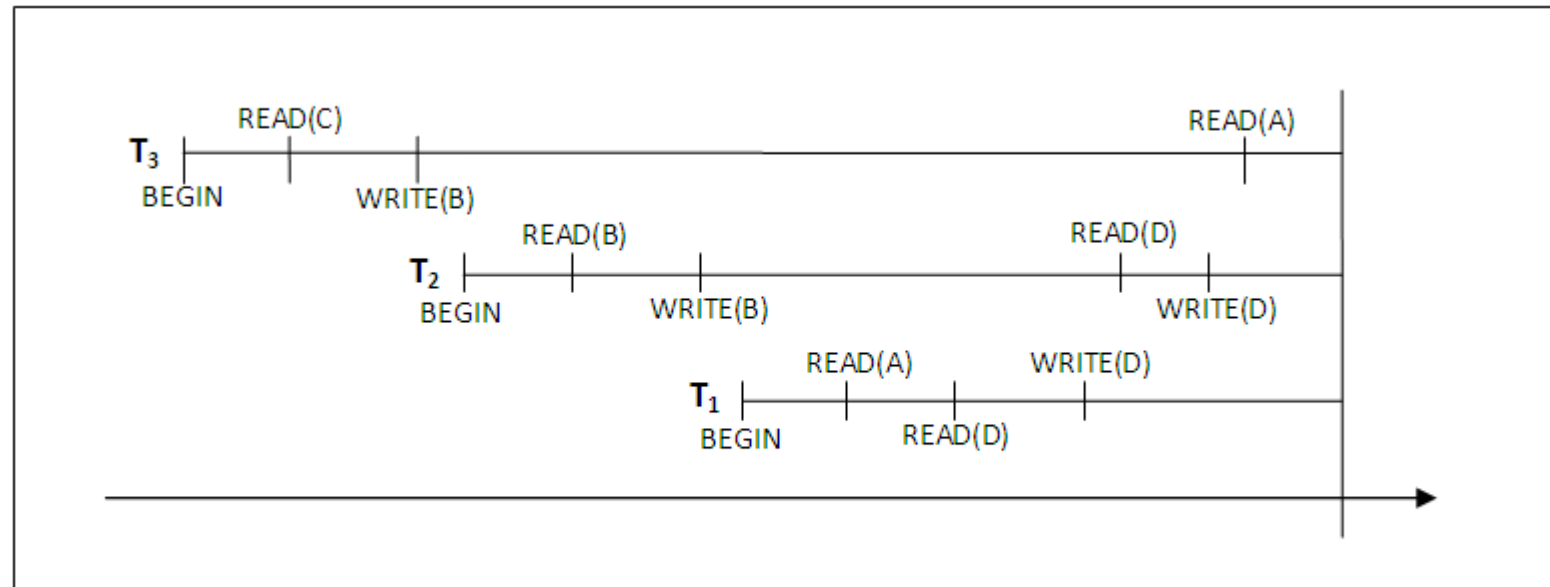 READ(C) READ(A)
T3
BEGIN WRITE(B)
READ(B) READ(D)
T2
BEGIN WRITE(B) WRITE(D)
READ(A) WRITE(D)
T1
BEGIN READ(D)